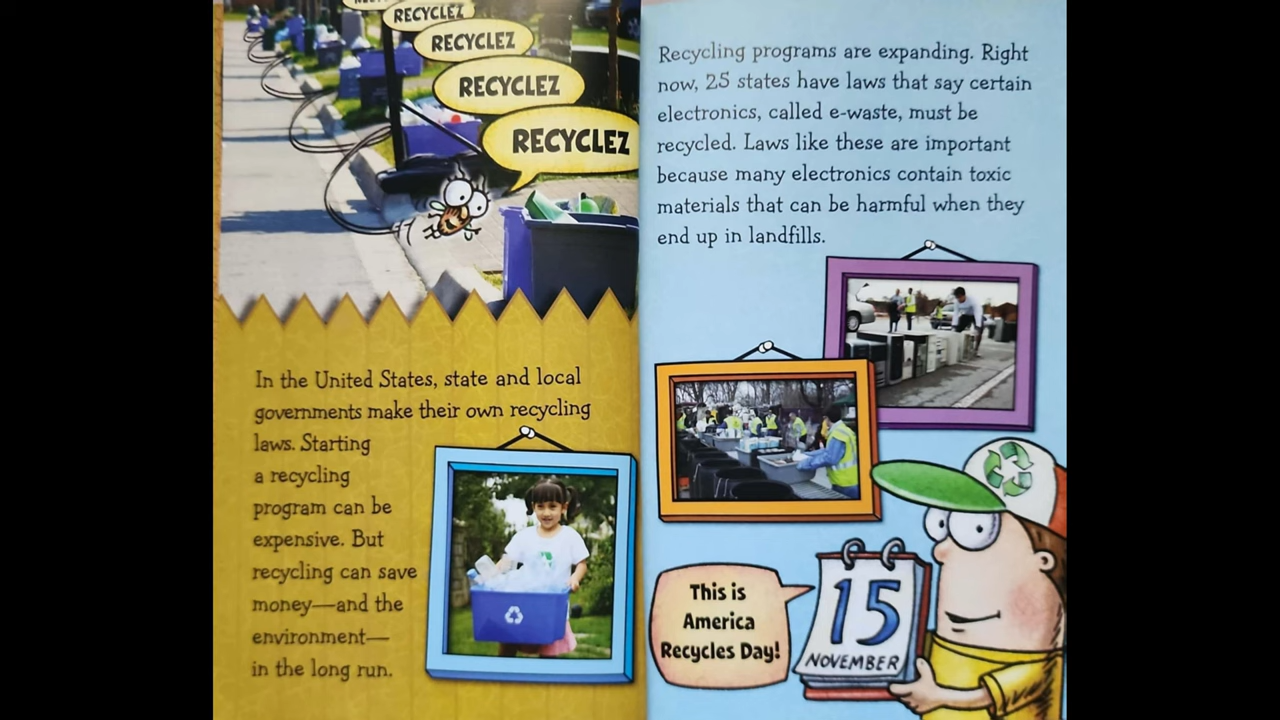 RECYCLEZ
RECYCLEZ
RECYCLEZ
RECYCLEZ
In the United States, state and local
governments make their own recycling
laws. Starting
a recycling
program can be
expensive. But
recycling can save
money—and the
environment—
in the long run.
Recycling programs are expanding. Right
now, 25 states have laws that say certain
electronics, called e-waste, must be
recycled. Laws like these are important
because many electronics contain toxic
materials that can be harmful when they
end up in landfills.
This is
America
Recycles Day!
15
NOVEMBER